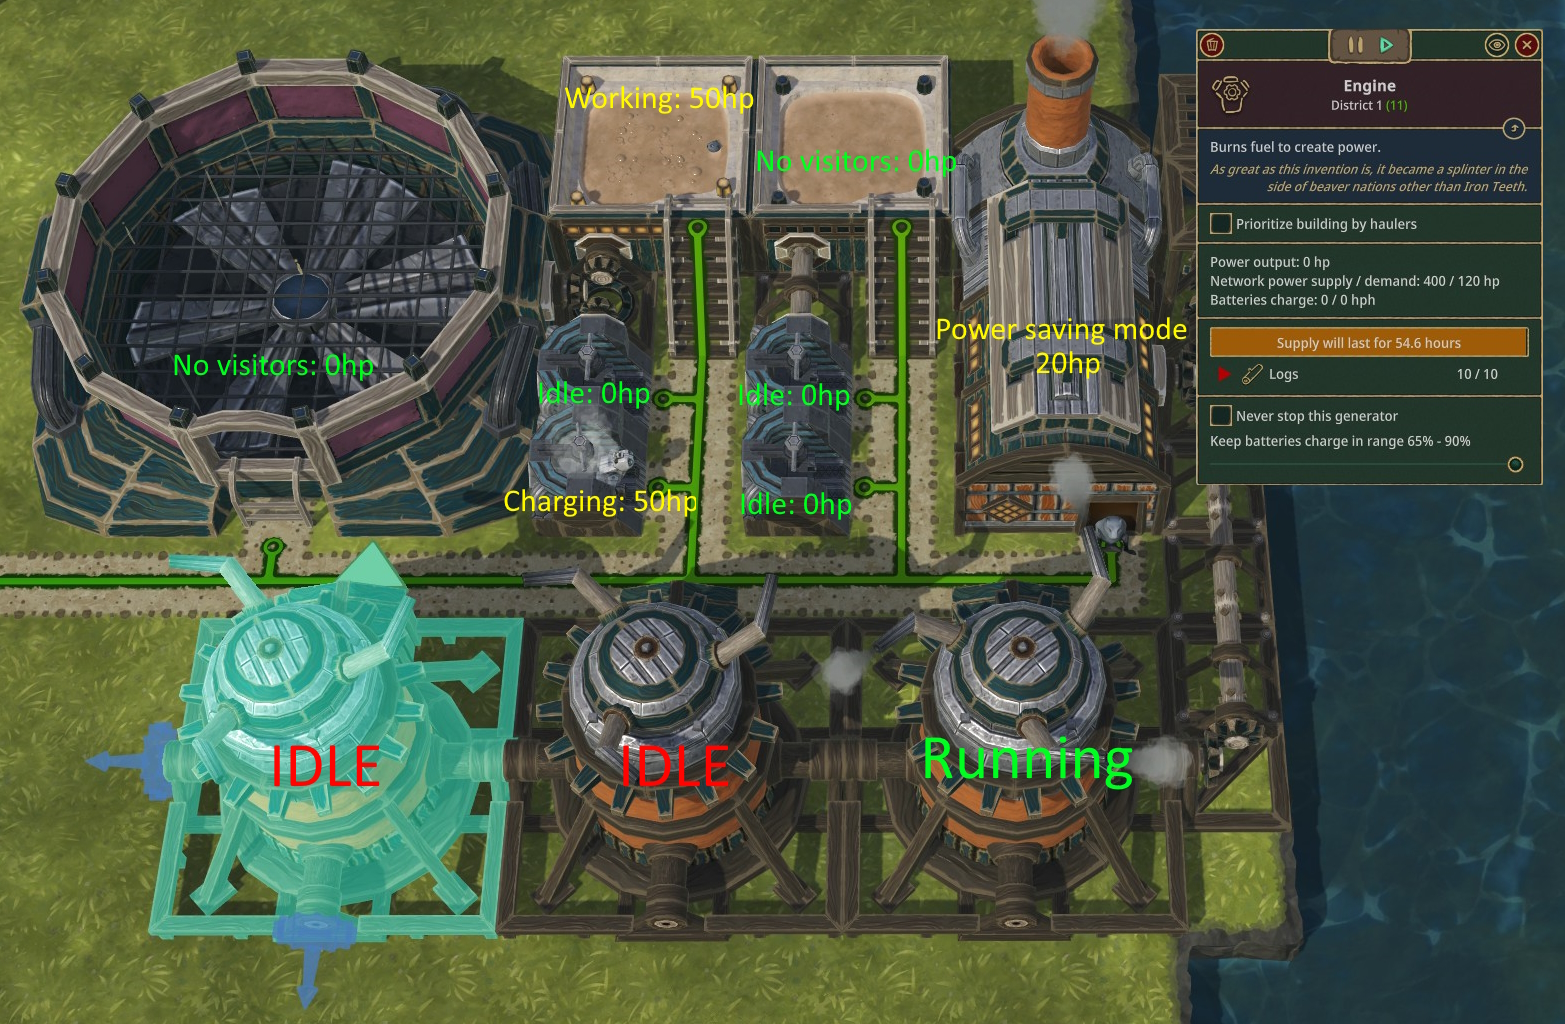 Working: 50hp
No visitors: 0hp
No visitors: 0hp
Power saving mode
20hp
Idle: 0hp
Idle: 0hp
Charging: 50hp
Idle: 0hp
IDLE
IDLE
Running
Engine
District 1 (11)
Burns fuel to create power.
As great as this invention is, it became a splinter in the
side of beaver nations other than Iron Teeth.
Prioritize building by haulers
Power output: 0 hp
Network power supply / demand: 400 / 120 hp
Batteries charge: 0 / 0 hph
Supply will last for 54.6 hours
Logs 10 / 10
Never stop this generator
Keep batteries charge in range 65% - 90%